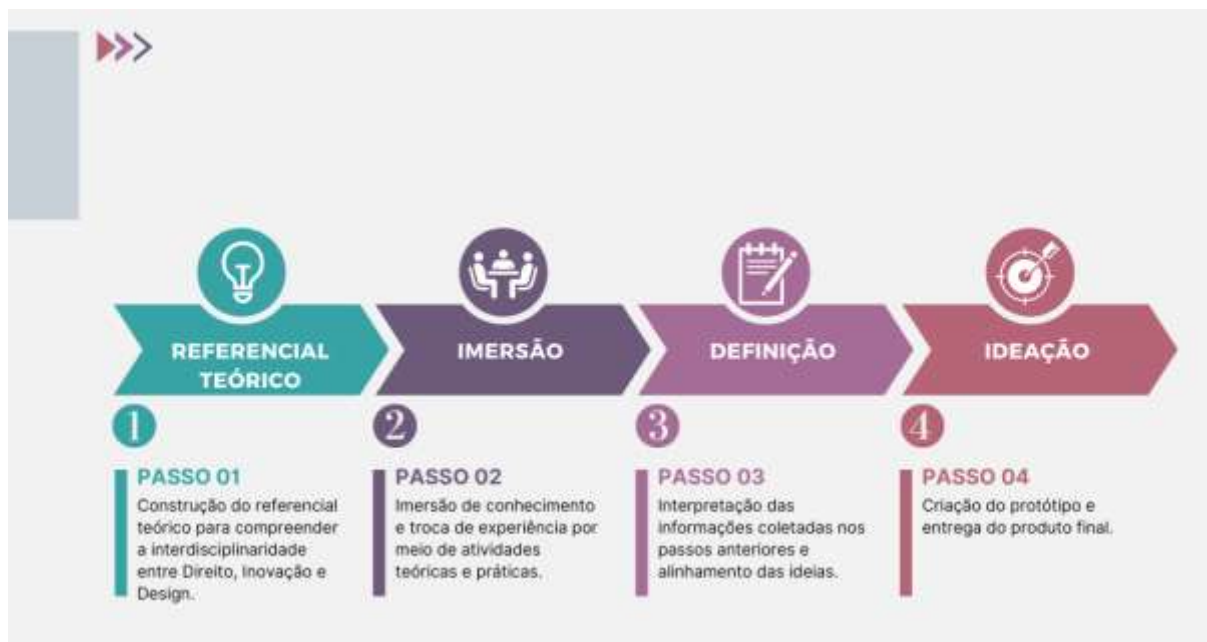 REFERENCIAL
TEÓRICO
IMERSÃO
DEFINIÇÃO
IDEAÇÃO
1
2
3
4
PASSO 01
Construção do referencial
teórico para compreender
a interdisciplinaridade
entre Direito, Inovação e
Design.
PASSO 02
Imersão de conhecimento
e troca de experiência por
meio de atividades
teóricas e práticas.
PASSO 03
Interpretação das
informações coletadas nos
passos anteriores e
alinhamento das ideias.
PASSO 04
Criação do protótipo e
entrega do produto final.